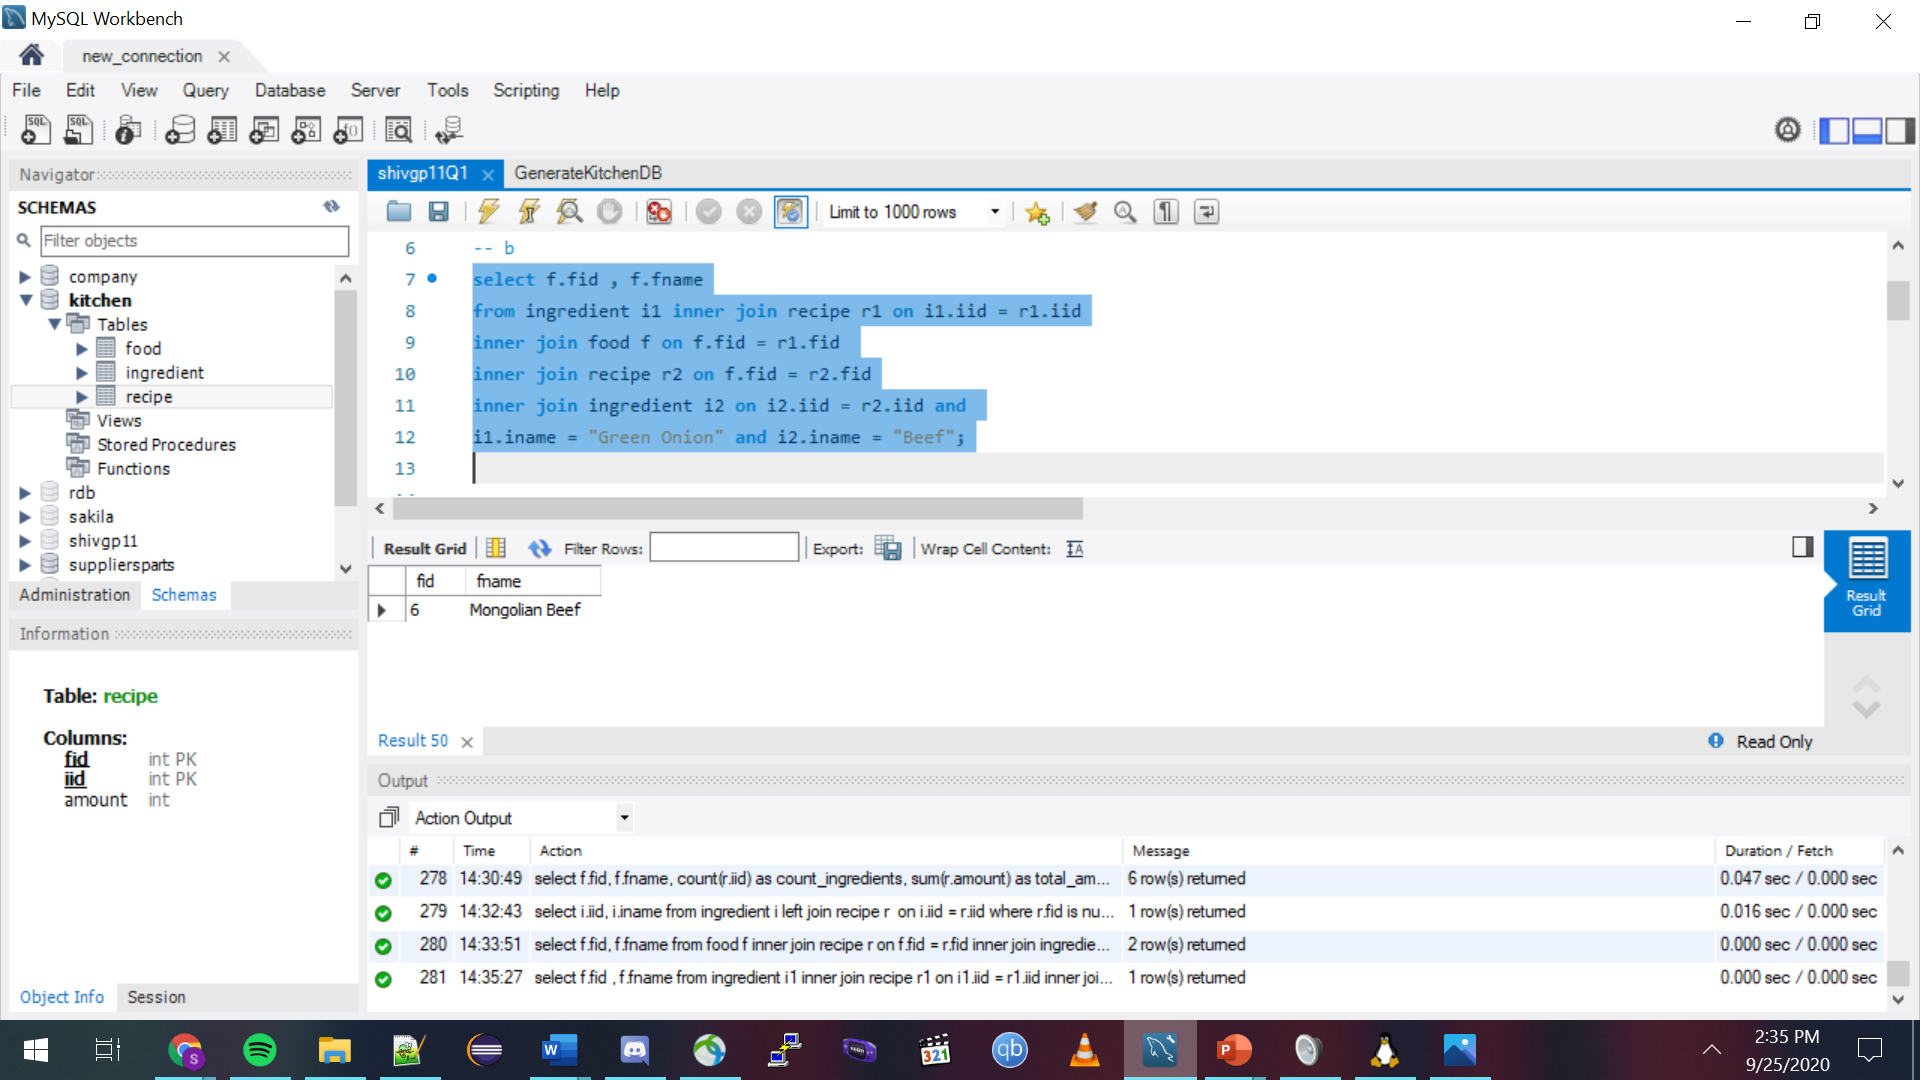 MySQL Workbench
new_connection
File Edit View Query Database Server Tools Scripting Help
Navigator
SCHEMAS
Filter objects
company
kitchen
Tables
food
ingredient
recipe
Views
Stored Procedures
Functions
rdb
sakila
shivgp11
suppliersparts
Administration Schemas
Information
Table: recipe
Columns:
fid int PK
iid int PK
amount int
Object Info Session
shivgp11Q1 GenerateKitchenDB
Limit to 1000 rows
6 -- b
7 select f.fid , f.fname
8 from ingredient i1 inner join recipe r1 on i1.iid = r1.iid
9 inner join food f on f.fid = r1.fid
10 inner join recipe r2 on f.fid = r2.fid
11 inner join ingredient i2 on i2.iid = r2.iid and
12 i1.iname = "Green Onion" and i2.iname = "Beef";
13
Result Grid Filter Rows: Export: Wrap Cell Content:
fid fname
6 Mongolian Beef
Result Grid
Result 50
Read Only
Output
Action Output
# Time Action Message Duration / Fetch
278 14:30:49 select f.fid, f.fname, count(r.iid) as count_ingredients, sum(r.amount) as total_am... 6 row(s) returned 0.047 sec / 0.000 sec
279 14:32:43 select i.iid, i.iname from ingredient i left join recipe r on i.iid = r.iid where r.fid is nu... 1 row(s) returned 0.016 sec / 0.000 sec
280 14:33:51 select f.fid, f.fname from food f inner join recipe r on f.fid = r.fid inner join ingredie... 2 row(s) returned 0.000 sec / 0.000 sec
281 14:35:27 select f.fid , f.fname from ingredient i1 inner join recipe r1 on i1.iid = r1.iid inner joi... 1 row(s) returned 0.000 sec / 0.000 sec
2:35 PM
9/25/2020